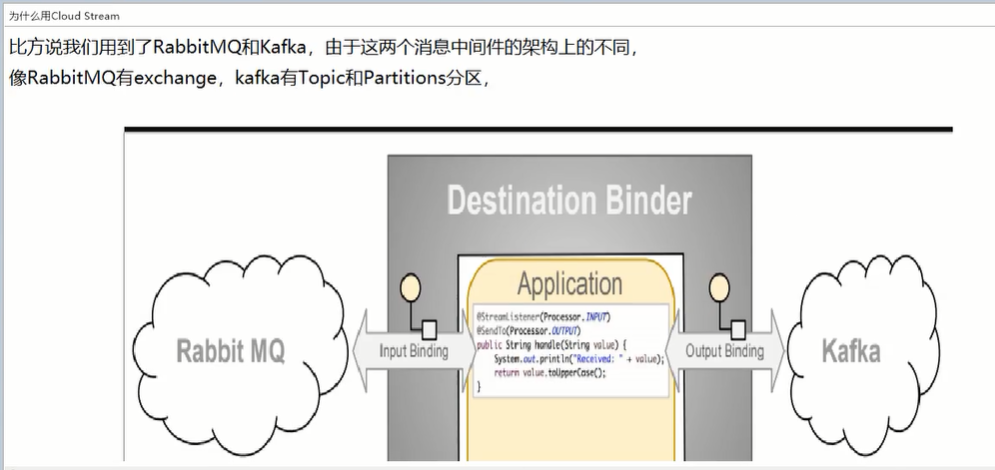 为什么用Cloud Stream
比方说我们用到了RabbitMQ和Kafka，由于这两个消息中间件的架构上的不同，
像RabbitMQ有exchange，kafka有Topic和Partitions分区，
Destination Binder
Application
@StreamListener(Processor.INPUT)
@SendTo(Processor.OUTPUT)
public String handle(String value) {
System.out.println("Received: " + value);
return value.toUpperCase();
}
Rabbit MQ
Input Binding
Output Binding
Kafka